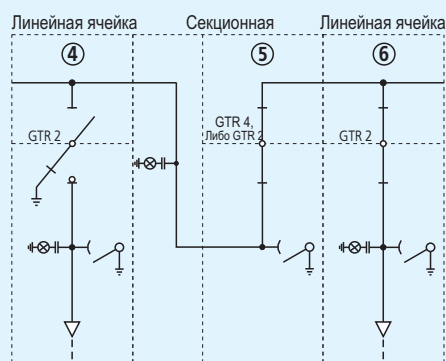 Линейная ячейка
Секционная
Линейная ячейка
4
5
6
GTR 2
GTR 4,
Либо GTR 2
GTR 2